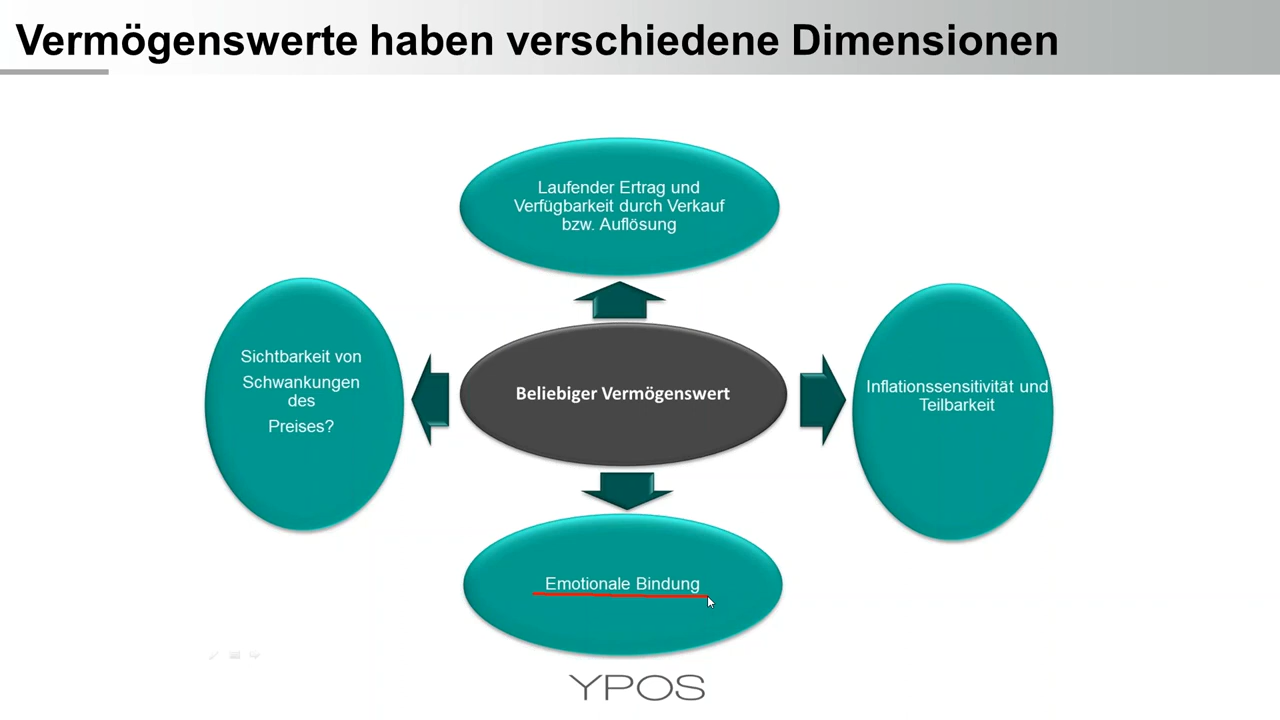 Vermögenswerte haben verschiedene Dimensionen
Laufender Ertrag und
Verfügbarkeit durch Verkauf
bzw. Auflösung
Sichtbarkeit von
Schwankungen
des
Preises?
Beliebiger Vermögenswert
Inflationssensitivität und
Teilbarkeit
Emotionale Bindung
YPOS